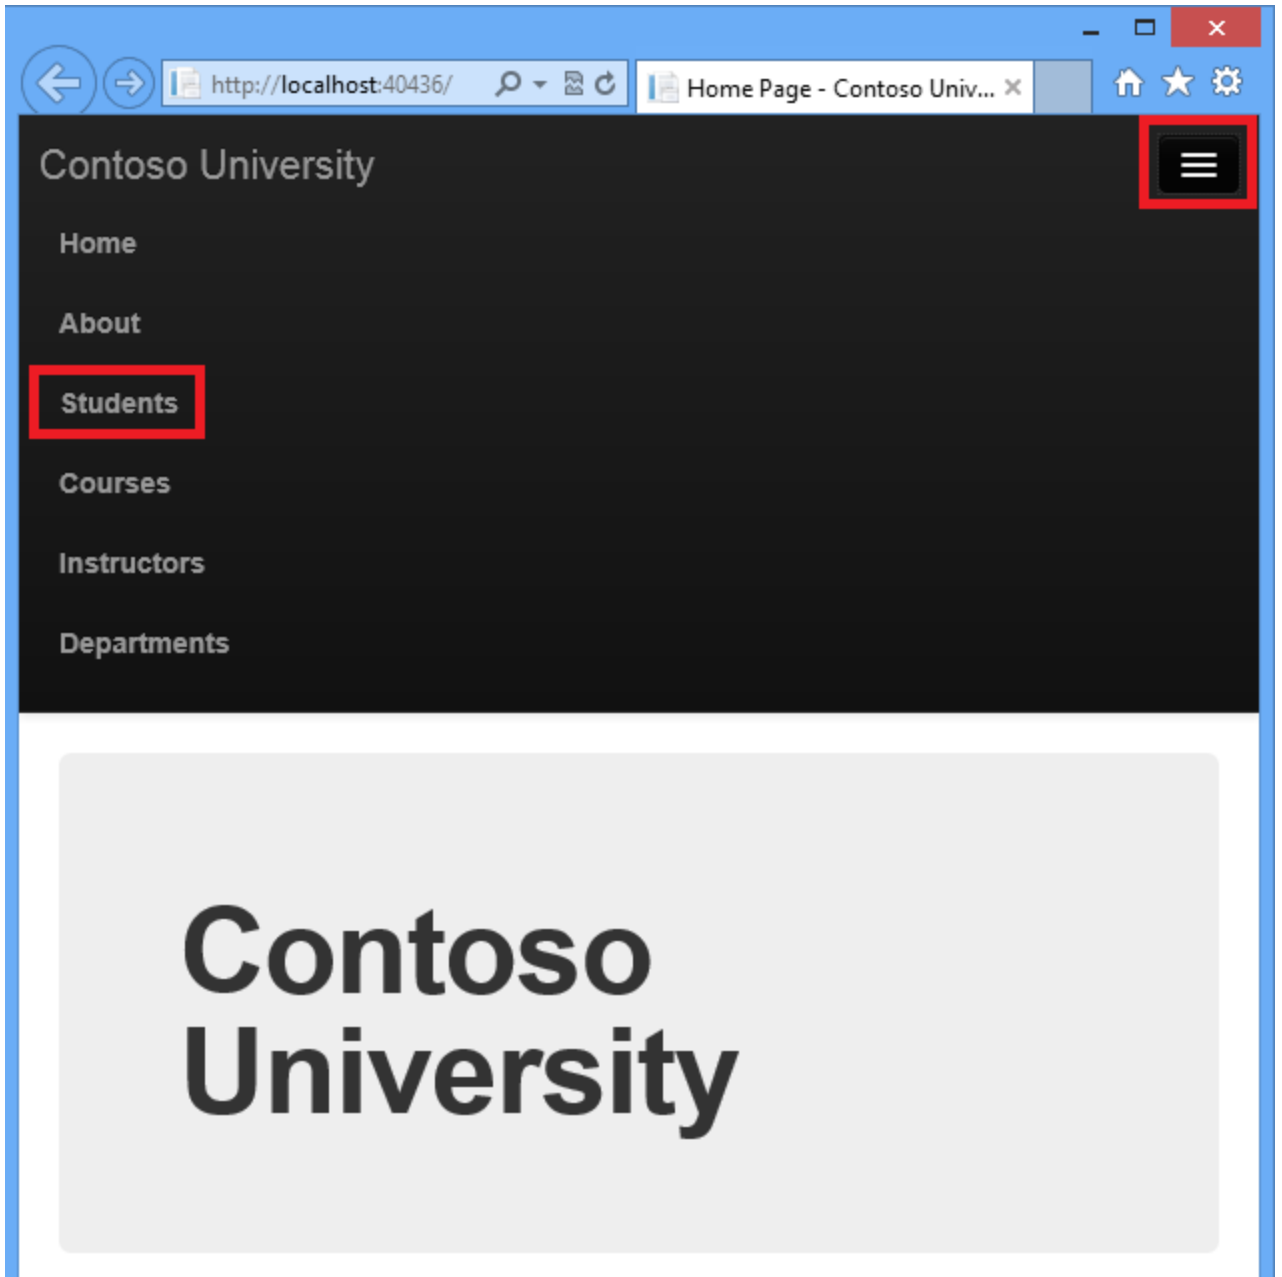 http://localhost:40436/
Home Page - Contoso Univ...
Contoso University
Home
About
Students
Courses
Instructors
Departments
Contoso
University